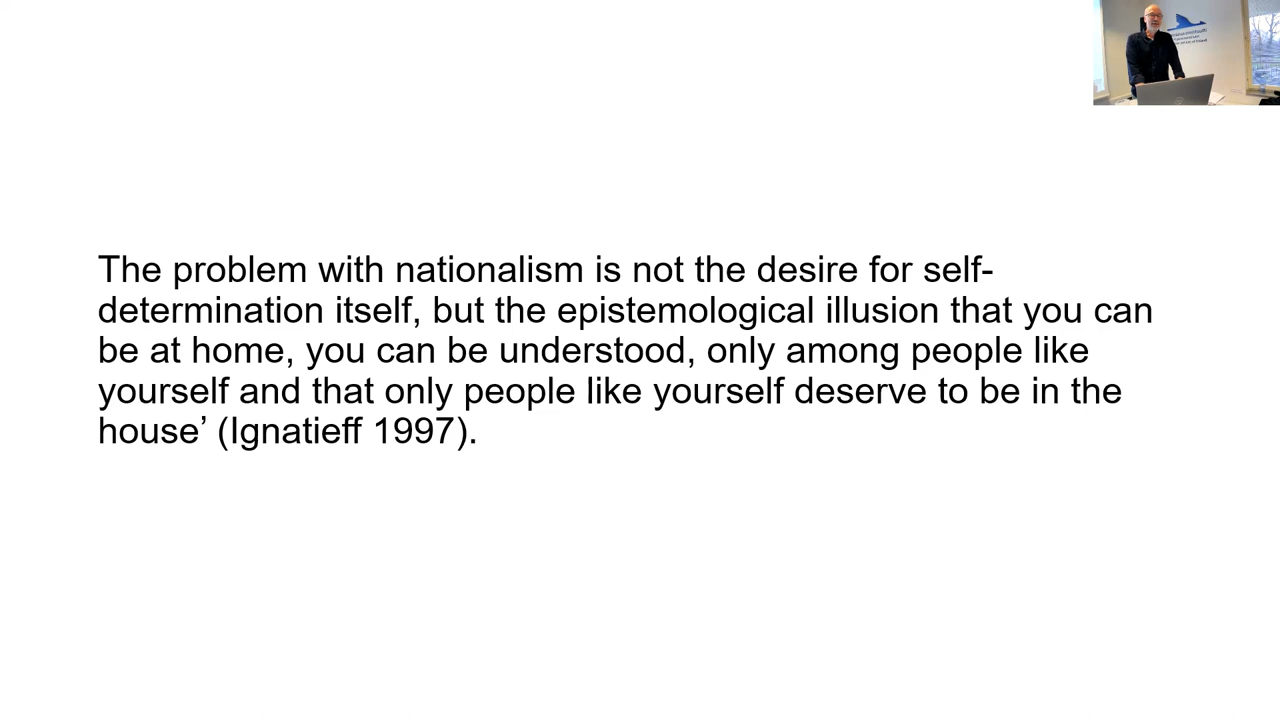 The problem with nationalism is not the desire for self-
determination itself, but the epistemological illusion that you can
be at home, you can be understood, only among people like
yourself and that only people like yourself deserve to be in the
house’ (Ignatieff 1997).